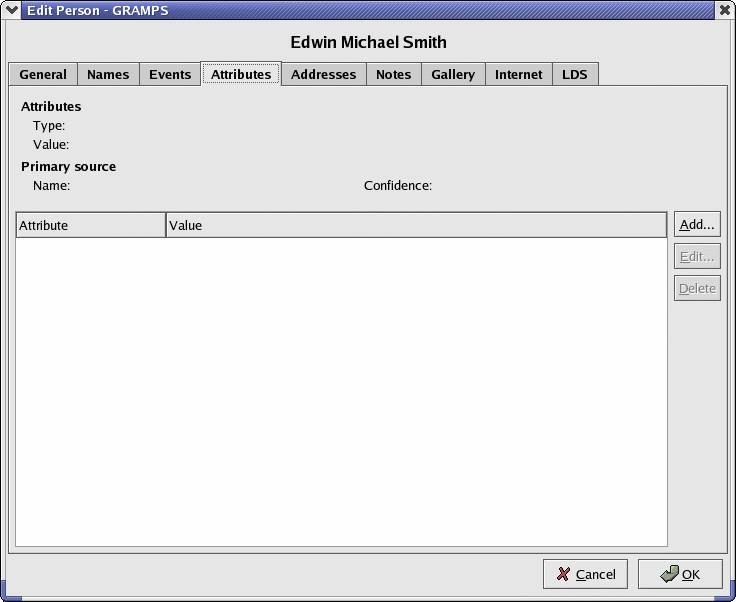 Edit Person - GRAMPS
Edwin Michael Smith
General Names Events Attributes Addresses Notes Gallery Internet LDS
Attributes
Type:
Value:
Primary source
Name: Confidence:
Attribute Value
Add...
Edit...
Delete
Cancel OK